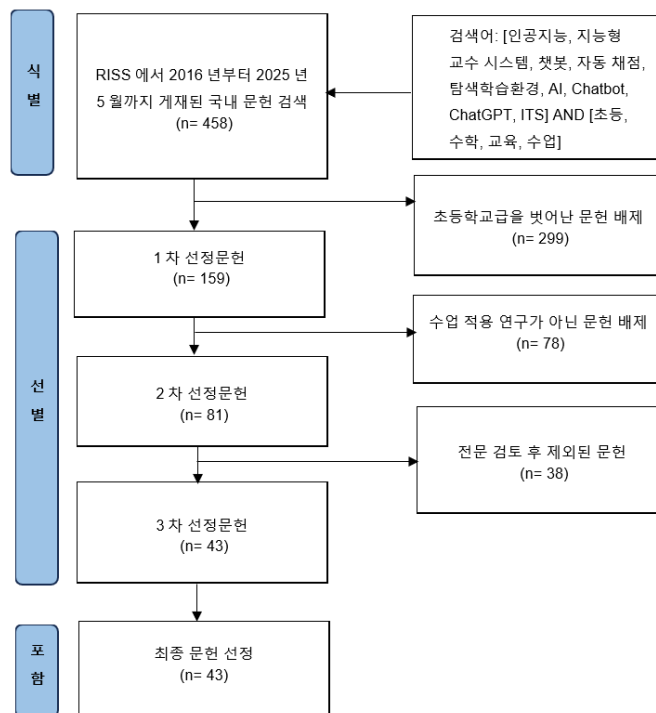 식
별
RISS 에서 2016 년부터 2025 년
5 월까지 게재된 국내 문헌 검색
(n= 458)
검색어: [인공지능, 지능형
교수 시스템, 챗봇, 자동 채점,
탐색학습환경, AI, Chatbot,
ChatGPT, ITS] AND [초등,
수학, 교육, 수업]
초등학교급을 벗어난 문헌 배제
(n= 299)
선
별
1 차 선정문헌
(n= 159)
수업 적용 연구가 아닌 문헌 배제
(n= 78)
2 차 선정문헌
(n= 81)
전문 검토 후 제외된 문헌
(n= 38)
3 차 선정문헌
(n= 43)
포
함
최종 문헌 선정
(n= 43)